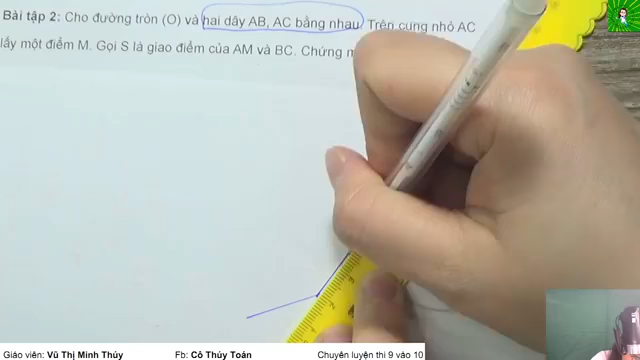 Bài tập 2: Cho đường tròn (O) và hai dây AB, AC bằng nhau. Trên cung nhỏ AC
lấy một điểm M. Gọi S là giao điểm của AM và BC. Chứng
Giáo viên: Vũ Thị Minh Thúy Fb: Cô Thúy Toán Chuyên luyện thi 9 vào 10